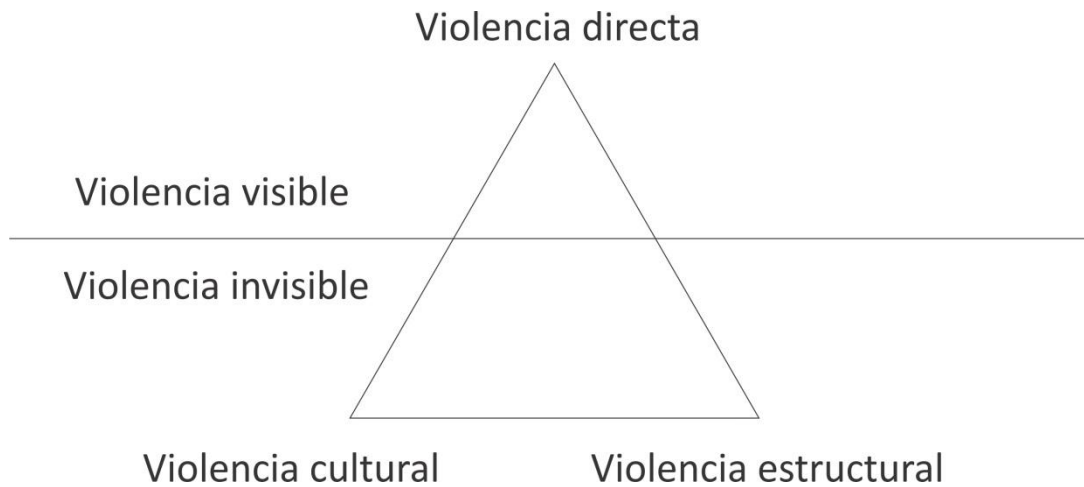 Violencia directa
Violencia visible
Violencia invisible
Violencia cultural
Violencia estructural